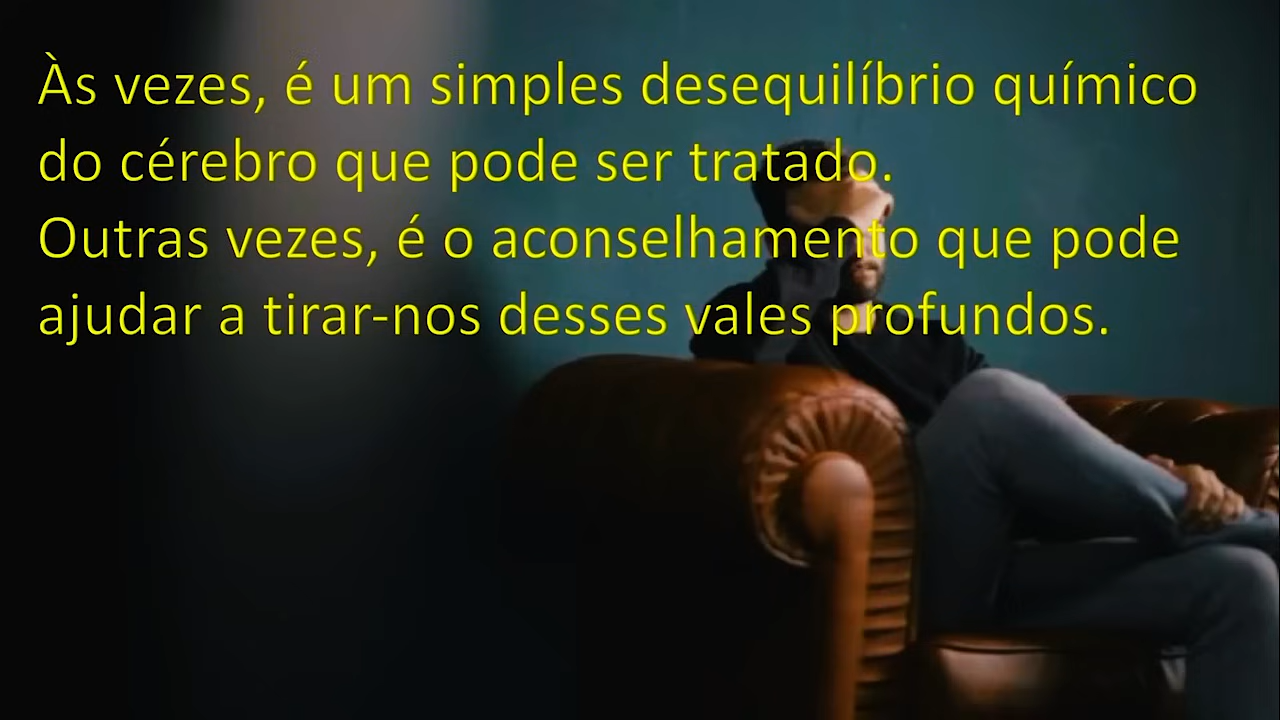 Às vezes, é um simples desequilíbrio químico
do cérebro que pode ser tratado.
Outras vezes, é o aconselhamento que pode
ajudar a tirar-nos desses vales profundos.